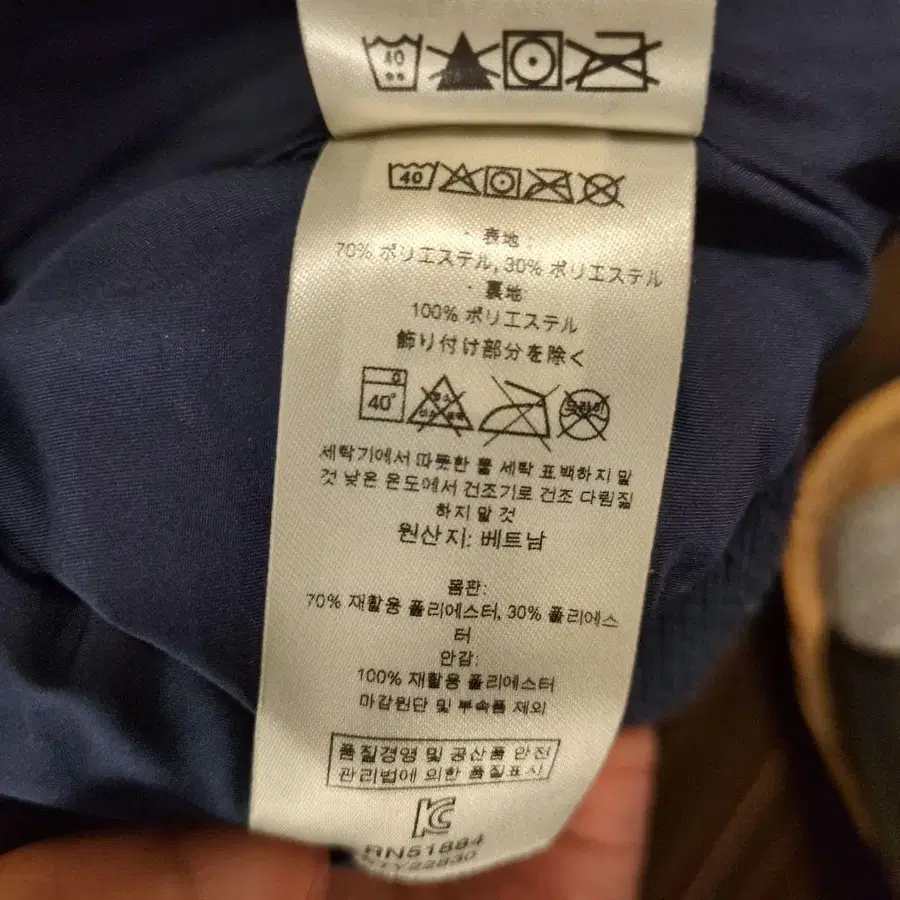 40
40
・表地:
70% ポリエステル, 30% ポリエステル
・裏地:
100% ポリエステル
飾り付け部分を除く
40°
드라이
세탁기에서 따뜻한 물 세탁 표백하지 말
것 낮은 온도에서 건조기로 건조 다림질
하지 말 것
원산지: 베트남
몸판:
70% 재활용 폴리에스터, 30% 폴리에스
터
안감:
100% 재활용 폴리에스터
마감원단 및 부속품 제외
품질경영 및 공산품 안전
관리법에 의한 품질표시
RN51884